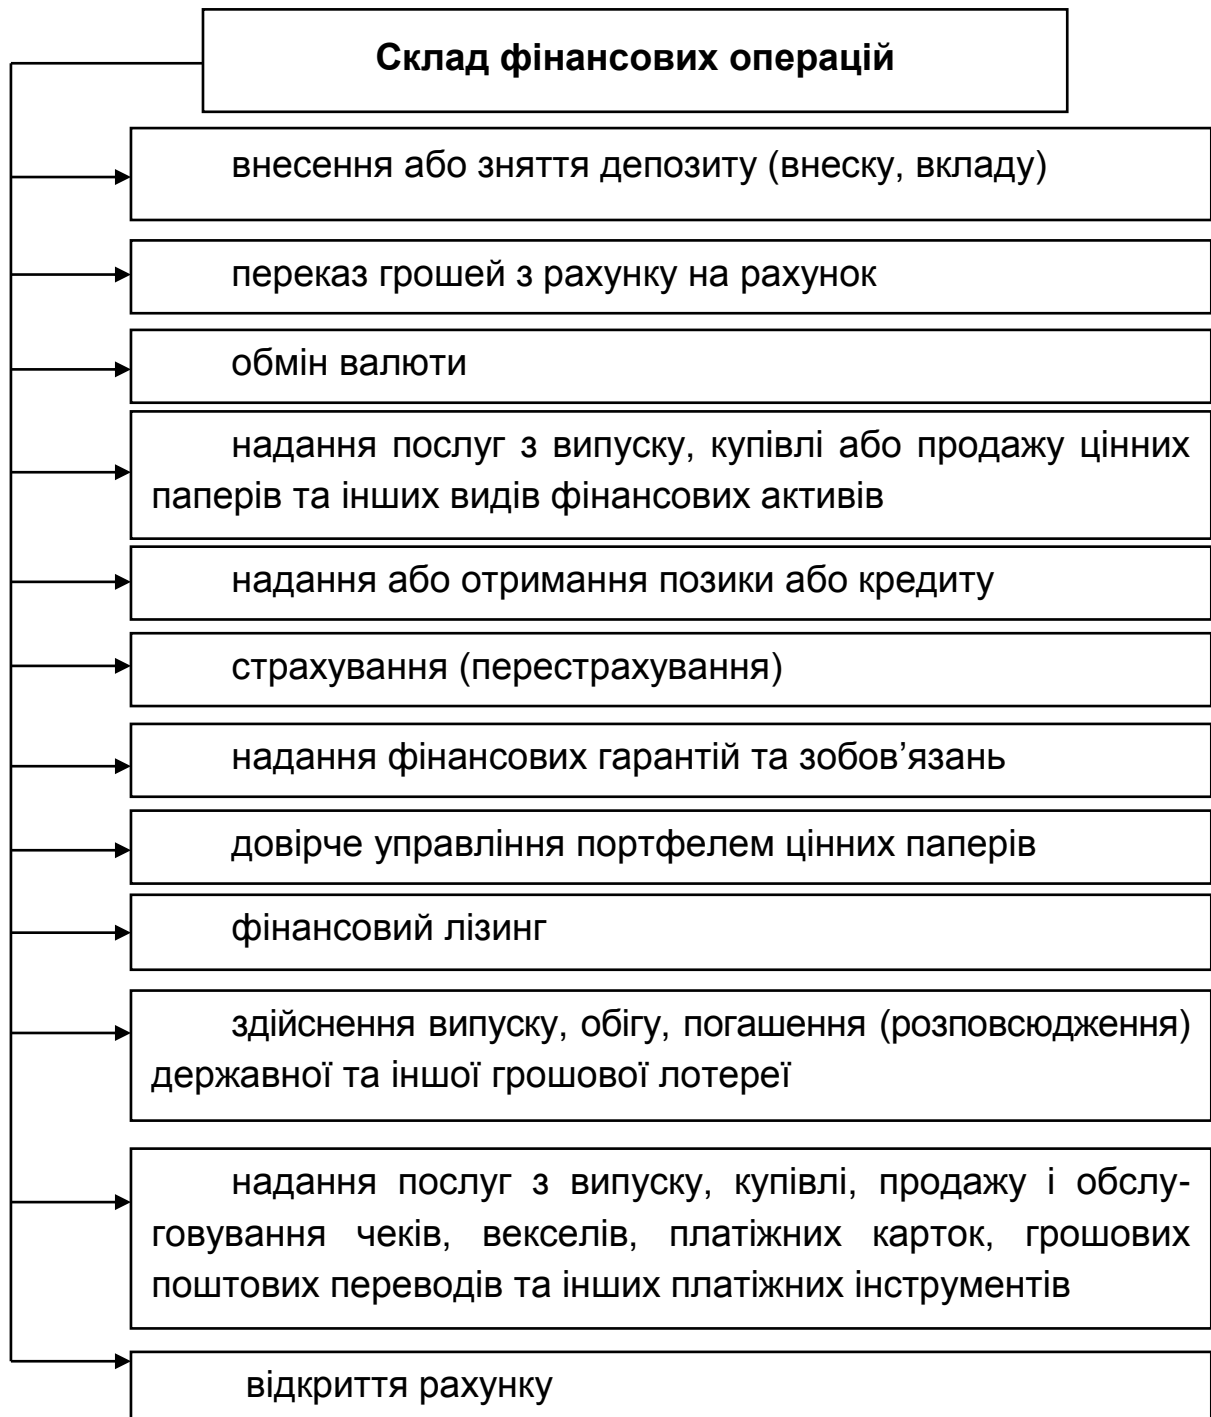 Склад фінансових операцій
внесення або зняття депозиту (внеску, вкладу)
переказ грошей з рахунку на рахунок
обмін валюти
надання послуг з випуску, купівлі або продажу цінних
паперів та інших видів фінансових активів
надання або отримання позики або кредиту
страхування (перестрахування)
надання фінансових гарантій та зобов’язань
довірче управління портфелем цінних паперів
фінансовий лізинг
здійснення випуску, обігу, погашення (розповсюдження)
державної та іншої грошової лотереї
надання послуг з випуску, купівлі, продажу і обслу-
говування чеків, векселів, платіжних карток, грошових
поштових переводів та інших платіжних інструментів
відкриття рахунку